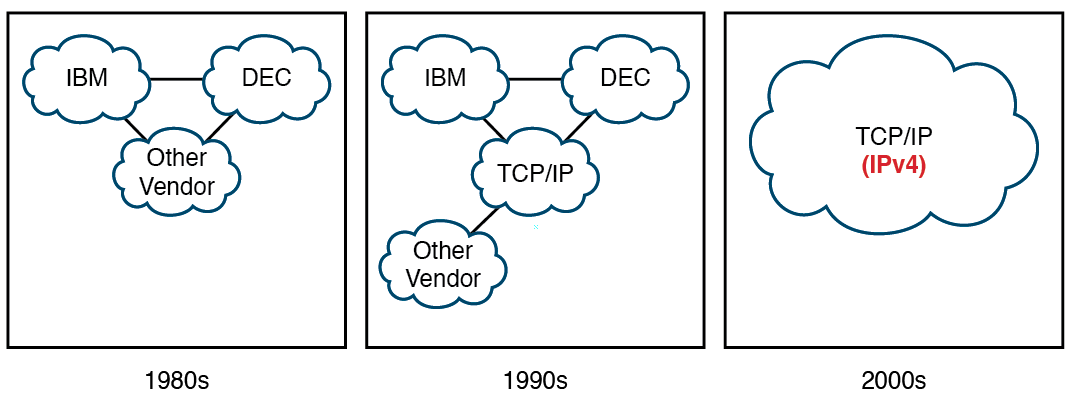 IBM
DEC
Other
Vendor
1980s
IBM
DEC
TCP/IP
Other
Vendor
1990s
TCP/IP
(IPv4)
2000s